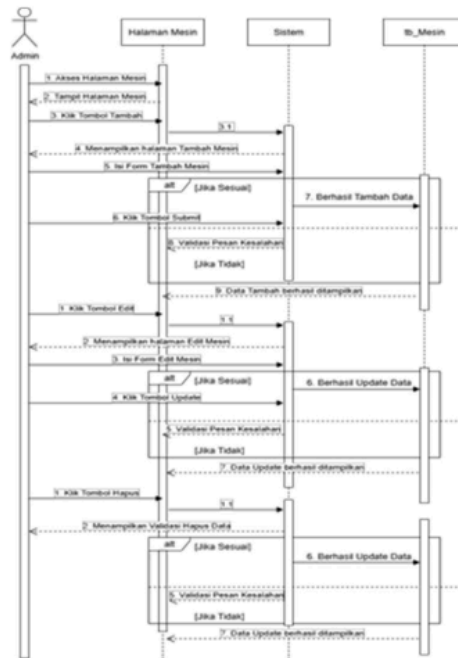 Halaman Mesin
Sistem
tb_Mesin
Admin
1. Akses Halaman Mesin
2. Tampil Halaman Mesin
3. Klik Tombol Tambah
3.1
4. Menampilkan halaman Tambah Mesin
5. Isi Form Tambah Mesin
alt
[Jika Sesuai]
7. Berhasil Tambah Data
6. Klik Tombol Submit
8. Validasi Pesan Kesalahan
[Jika Tidak]
9. Data Tambah berhasil ditampilkan
1. Klik Tombol Edit
1.1
2. Menampilkan halaman Edit Mesin
3. Isi Form Edit Mesin
alt
[Jika Sesuai]
6. Berhasil Update Data
4. Klik Tombol Update
5. Validasi Pesan Kesalahan
[Jika Tidak]
7. Data Update berhasil ditampilkan
1. Klik Tombol Hapus
1.1
2. Menampilkan Validasi Hapus Data
alt
[Jika Sesuai]
6. Berhasil Update Data
5. Validasi Pesan Kesalahan
[Jika Tidak]
7. Data Update berhasil ditampilkan